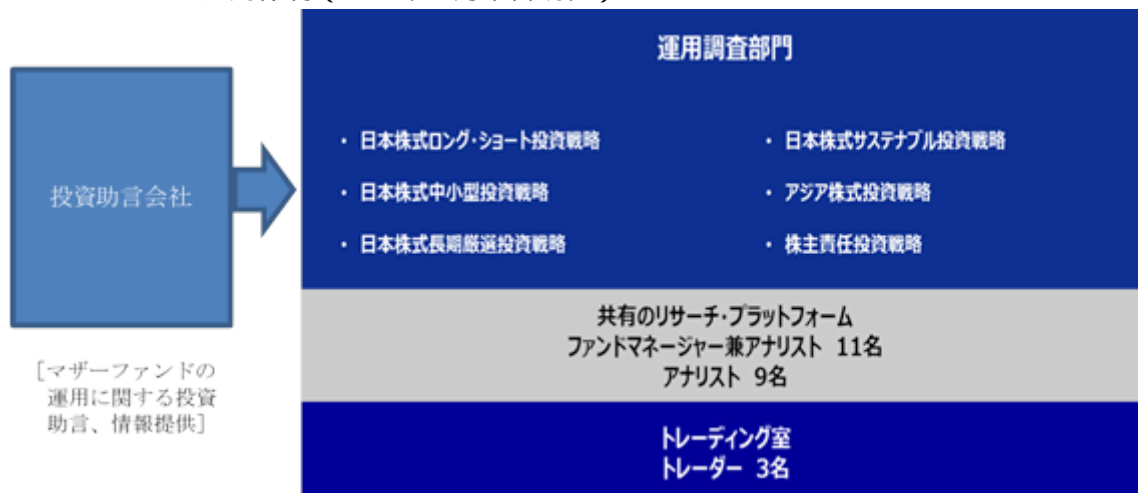 運用調査部門
投資助言会社
・ 日本株式ロング・ショート投資戦略
・ 日本株式サステナブル投資戦略
・ 日本株式中小型投資戦略
・ アジア株式投資戦略
・ 日本株式長期厳選投資戦略
・ 株主責任投資戦略
共有のリサーチ・プラットフォーム
ファンドマネージャー兼アナリスト 11名
アナリスト 9名
[マザーファンドの
運用に関する投資
助言、情報提供]
トレーディング室
トレーダー 3名